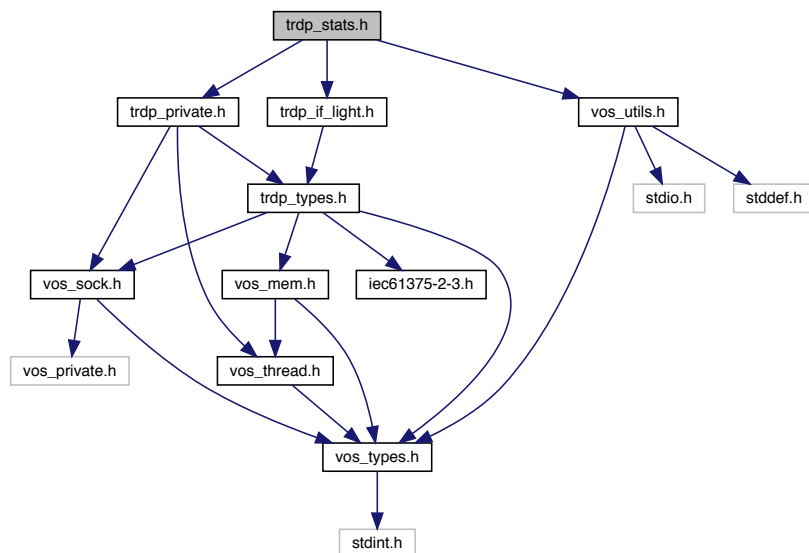 trdp_stats.h
trdp_private.h
trdp_if_light.h
vos_utils.h
trdp_types.h
stdio.h
stddef.h
vos_sock.h
vos_mem.h
iec61375-2-3.h
vos_private.h
vos_thread.h
vos_types.h
stdint.h